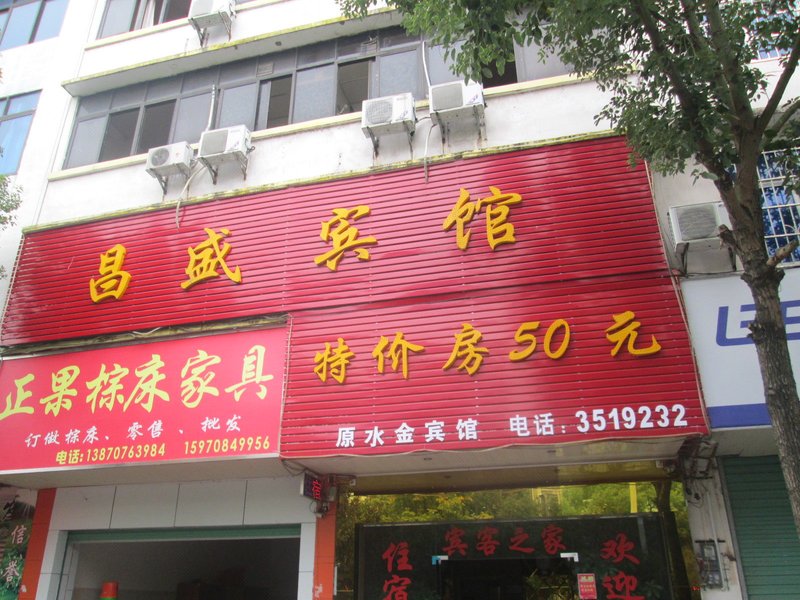 昌盛宾馆
特价房50元
原水金宾馆 电话:3519232
正果棕床家具
订做棕床、零售、批发
电话:13870763984 15970849956
宾客之家
住宿
欢迎
信誉